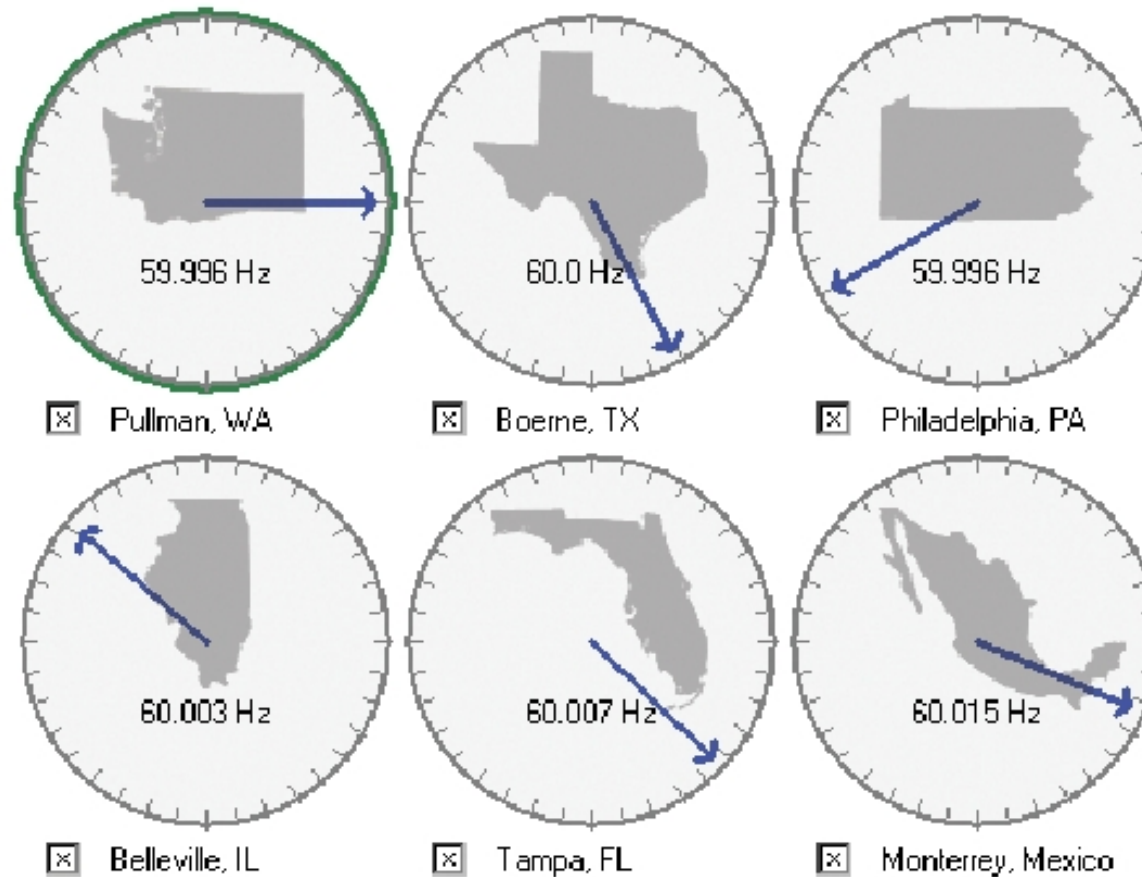 59.996 Hz
60.0 Hz
59.996 Hz
Pullman, WA
Boerne, TX
Philadelphia, PA
60.003 Hz
60.007 Hz
60.015 Hz
Belleville, IL
Tampa, FL
Monterrey, Mexico